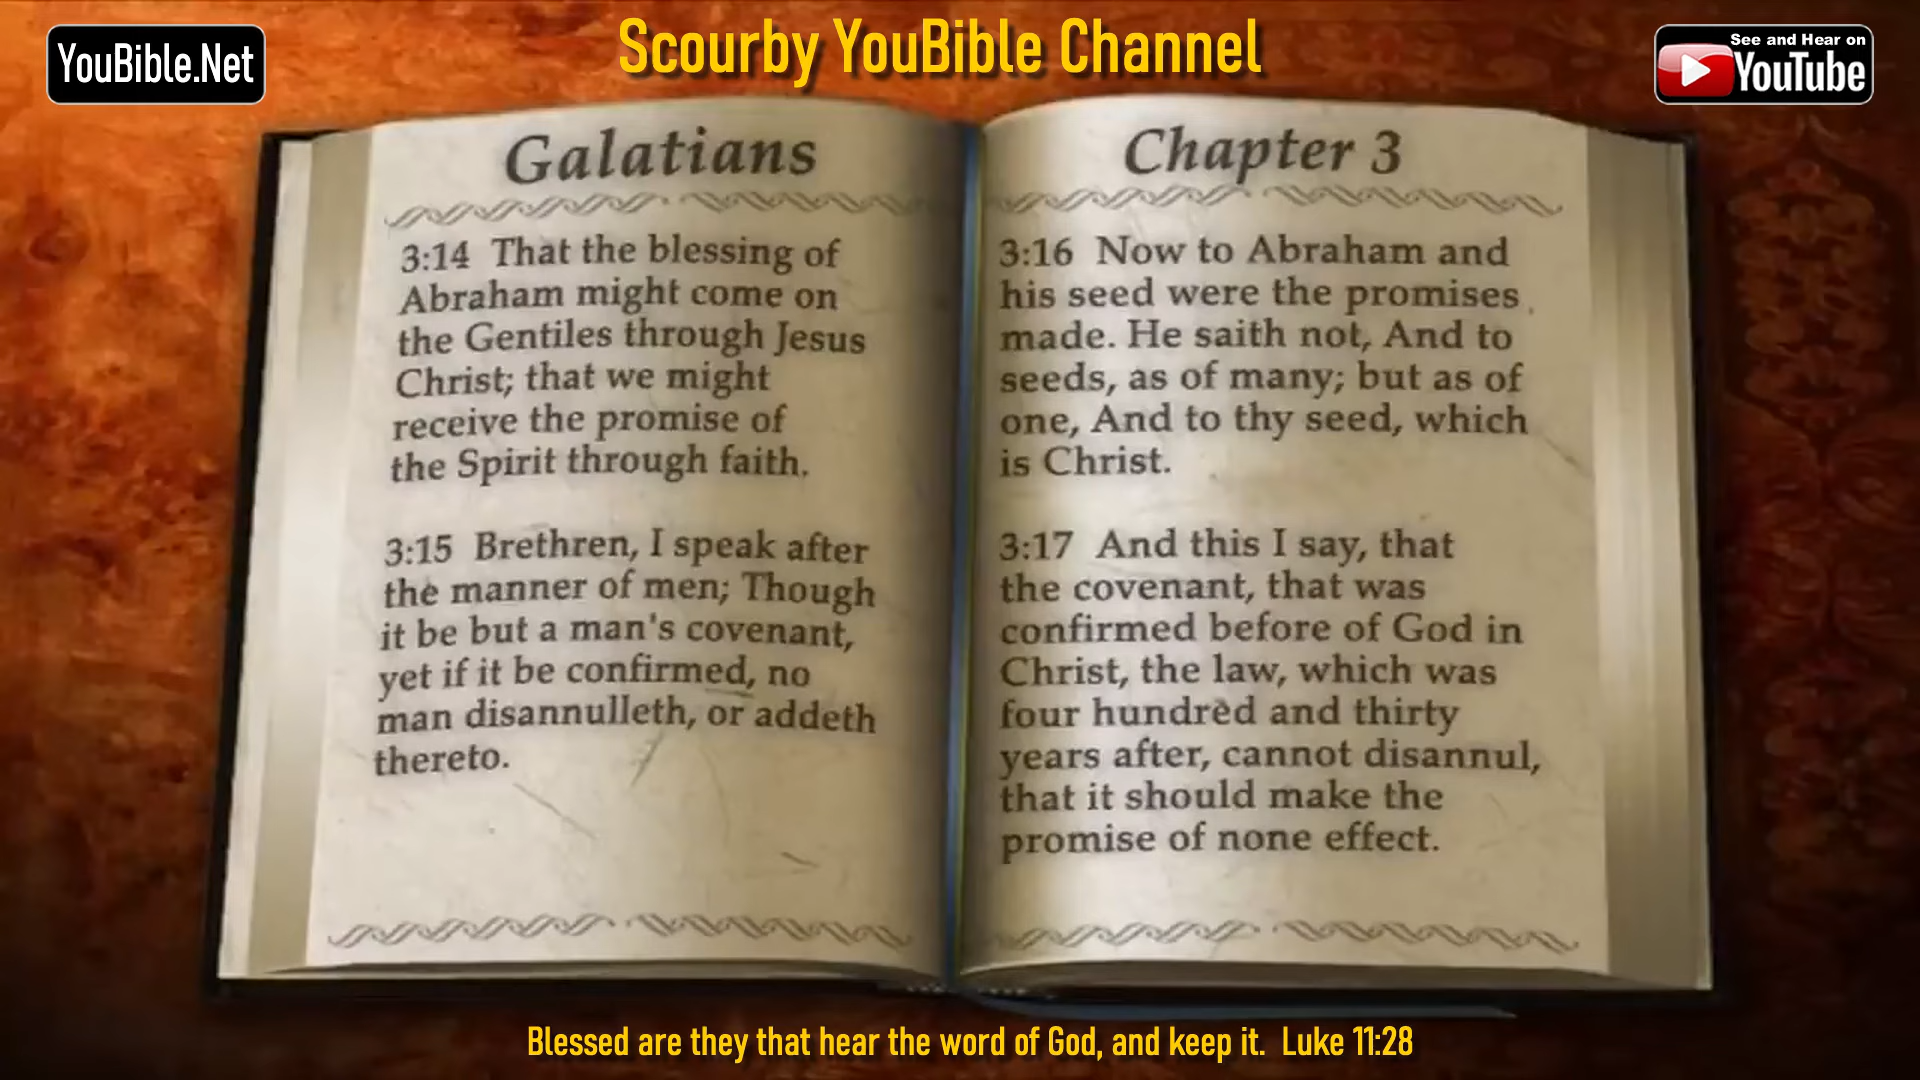 YouBible.Net
Scourby YouBible Channel
See and Hear on
YouTube
Galatians
3:14 That the blessing of
Abraham might come on
the Gentiles through Jesus
Christ; that we might
receive the promise of
the Spirit through faith.
3:15 Brethren, I speak after
the manner of men; Though
it be but a man's covenant,
yet if it be confirmed, no
man disannulleth, or addeth
thereto.
Chapter 3
3:16 Now to Abraham and
his seed were the promises
made. He saith not, And to
seeds, as of many; but as of
one, And to thy seed, which
is Christ.
3:17 And this I say, that
the covenant, that was
confirmed before of God in
Christ, the law, which was
four hundred and thirty
years after, cannot disannul,
that it should make the
promise of none effect.
Blessed are they that hear the word of God, and keep it. Luke 11:28